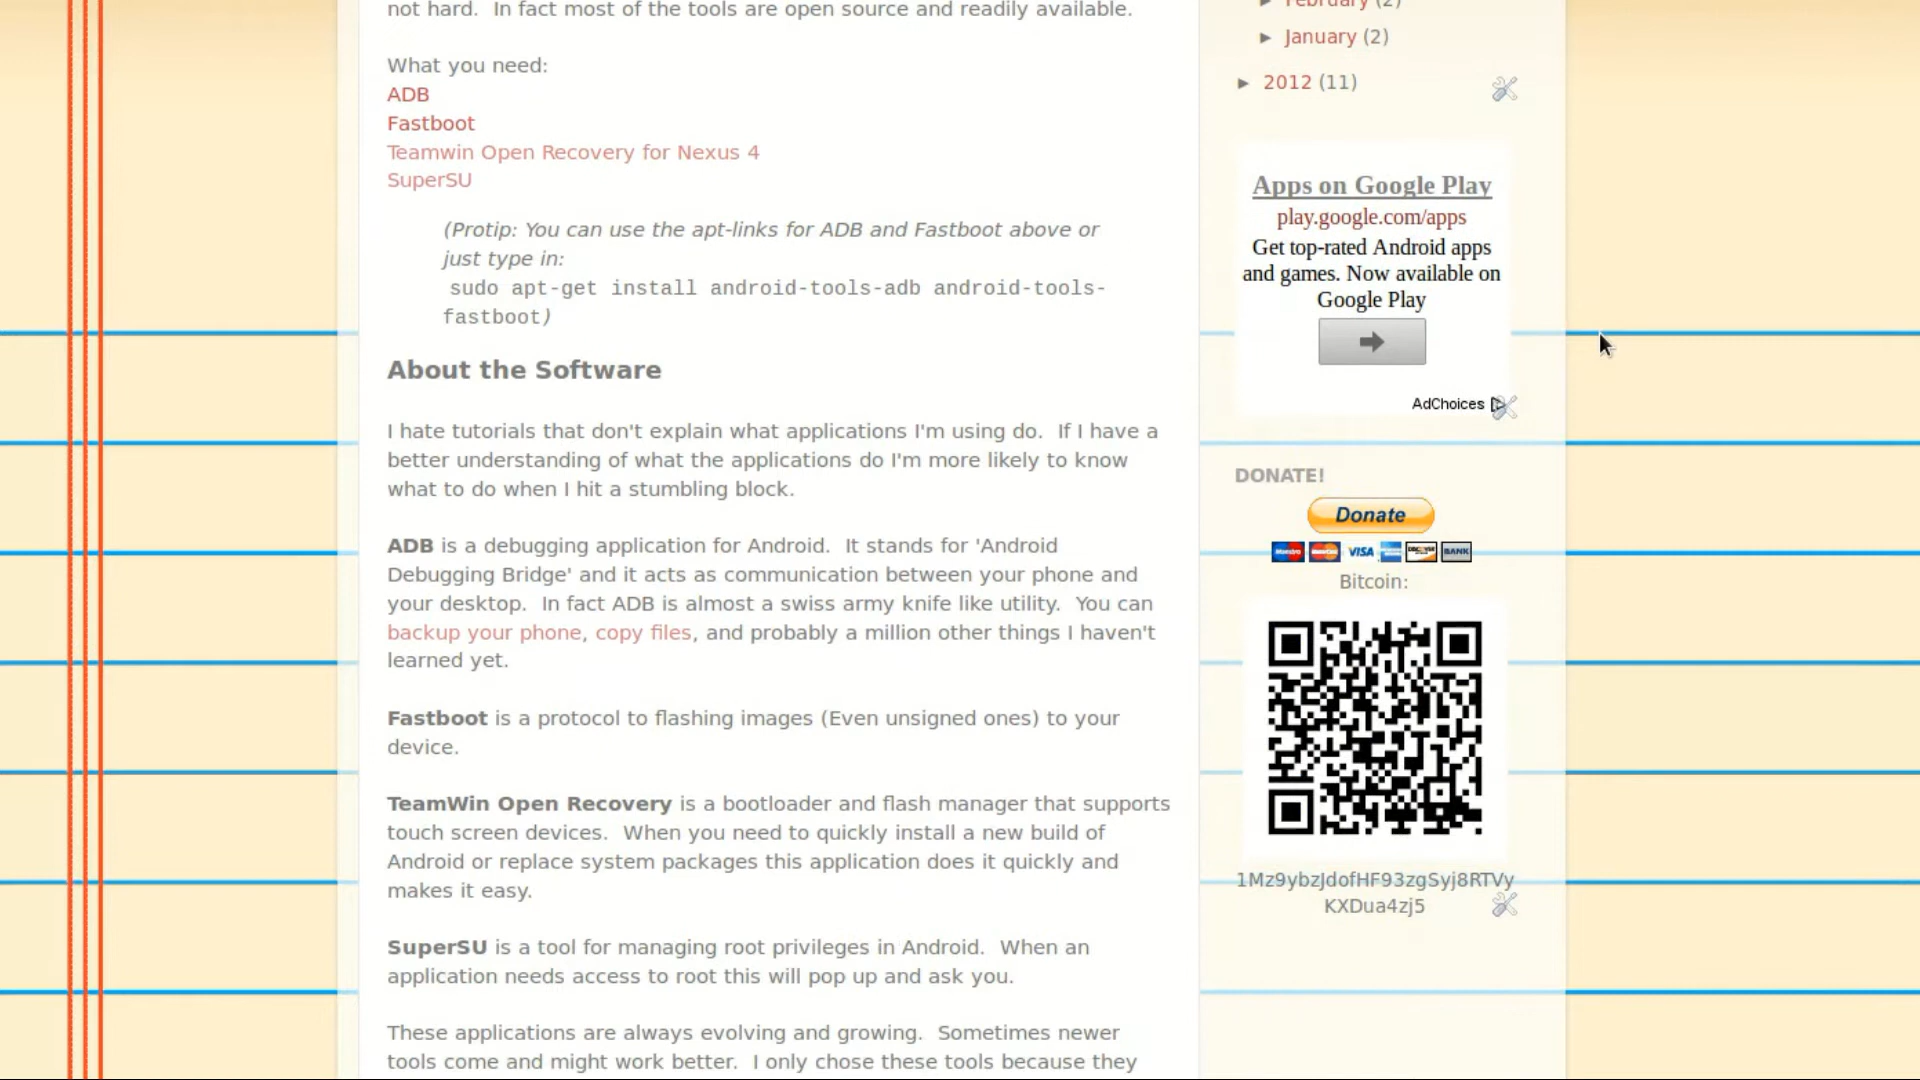 not hard.  In fact most of the tools are open source and readily available.
What you need:
ADB
Fastboot
Teamwin Open Recovery for Nexus 4
SuperSU
(Protip: You can use the apt-links for ADB and Fastboot above or
just type in:
sudo apt-get install android-tools-adb android-tools-
fastboot)
About the Software
I hate tutorials that don't explain what applications I'm using do.  If I have a
better understanding of what the applications do I'm more likely to know
what to do when I hit a stumbling block.
ADB is a debugging application for Android.  It stands for 'Android
Debugging Bridge' and it acts as communication between your phone and
your desktop.  In fact ADB is almost a swiss army knife like utility.  You can
backup your phone, copy files, and probably a million other things I haven't
learned yet.
Fastboot is a protocol to flashing images (Even unsigned ones) to your
device.
TeamWin Open Recovery is a bootloader and flash manager that supports
touch screen devices.  When you need to quickly install a new build of
Android or replace system packages this application does it quickly and
makes it easy.
SuperSU is a tool for managing root privileges in Android.  When an
application needs access to root this will pop up and ask you.
These applications are always evolving and growing.  Sometimes newer
tools come and might work better.  I only chose these tools because they
► February (2)
► January (2)
► 2012 (11)
Apps on Google Play
play.google.com/apps
Get top-rated Android apps
and games. Now available on
Google Play
AdChoices
DONATE!
Donate
Maestro MasterCard VISA DISCOVER BANK
Bitcoin:
1Mz9ybzJdofHF93zgSyj8RTVy
KXDua4zj5